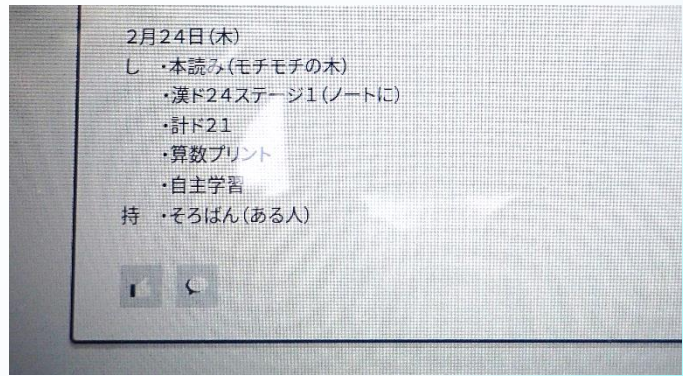 2月24日(木)
し ・本読み(モチモチの木)
・漢ド24ステージ1(ノートに)
・計ド21
・算数プリント
・自主学習
持 ・そろばん(ある人)